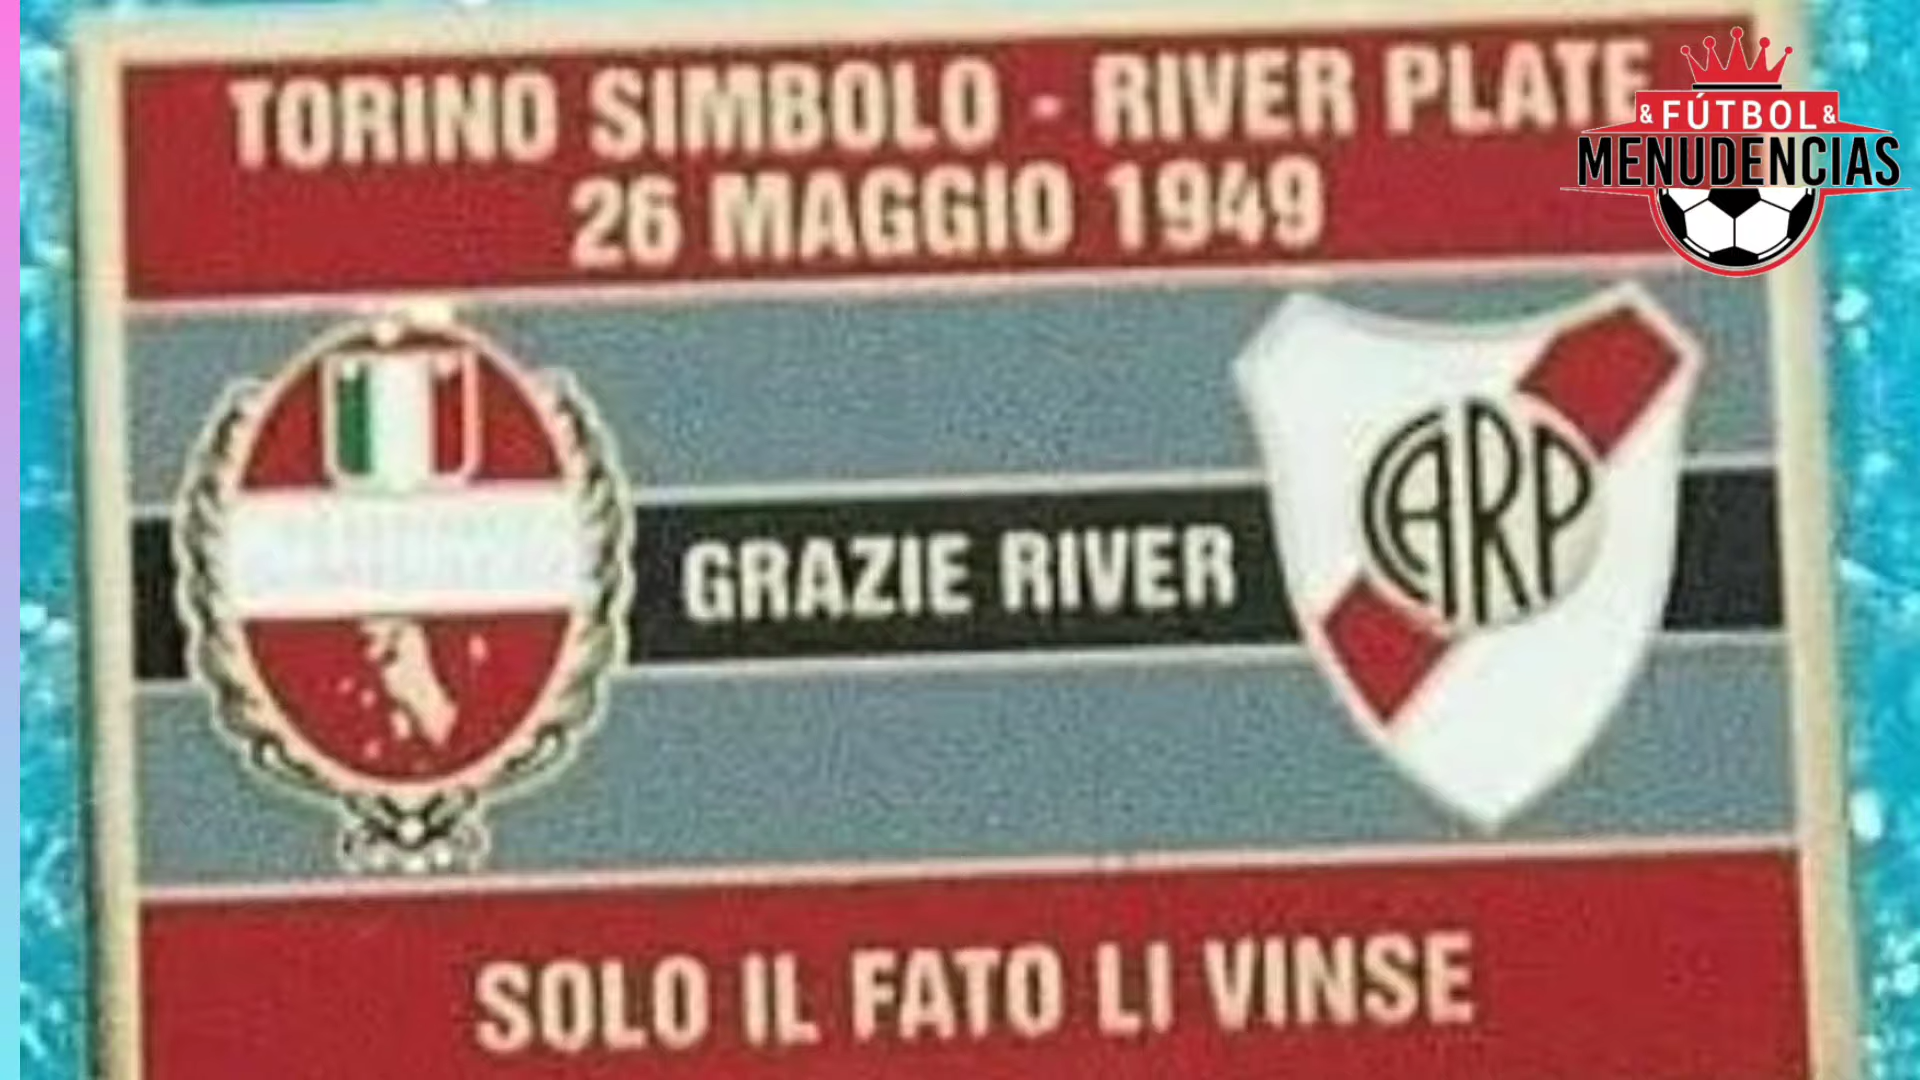 TORINO SIMBOLO - RIVER PLATE
26 MAGGIO 1949
& FÚTBOL &
MENUDENCIAS
GRAZIE RIVER
CARP
SOLO IL FATO LI VINSE